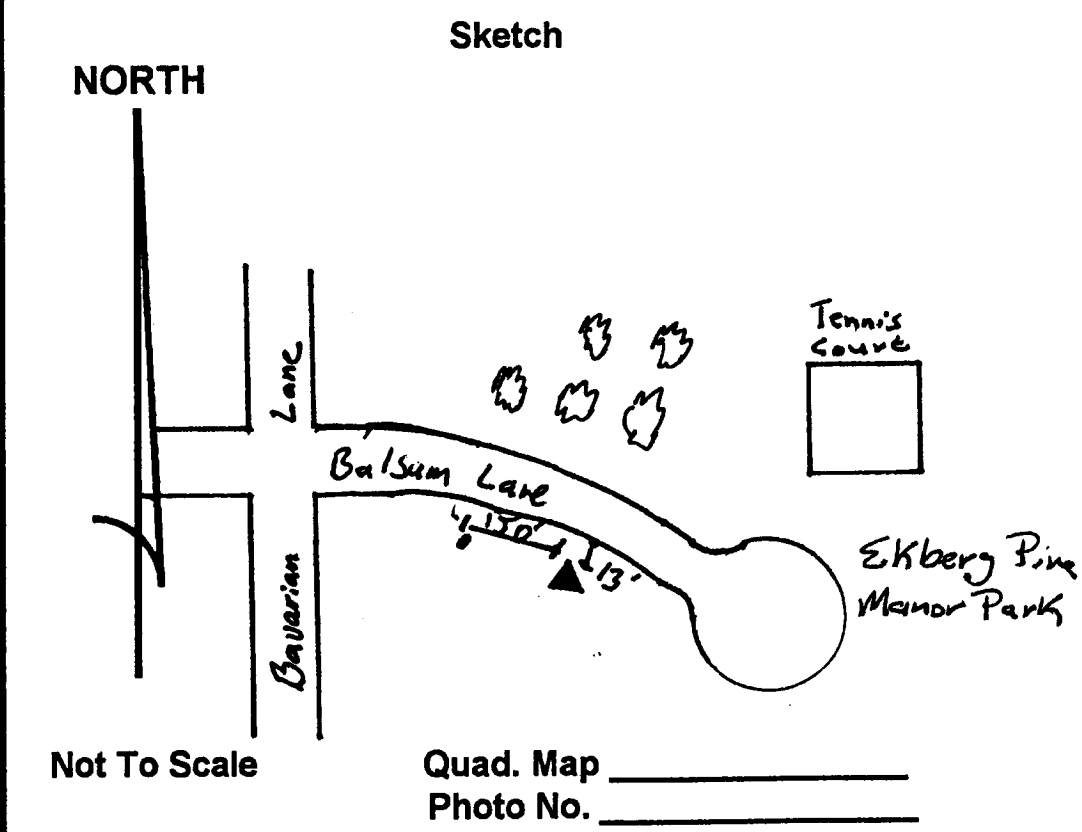 Sketch
NORTH
Tennis
Court
Lane
Balsum Lane
150'
13'
Ekberg Pine
Manor Park
Bavarian
Not To Scale
Quad. Map
Photo No.